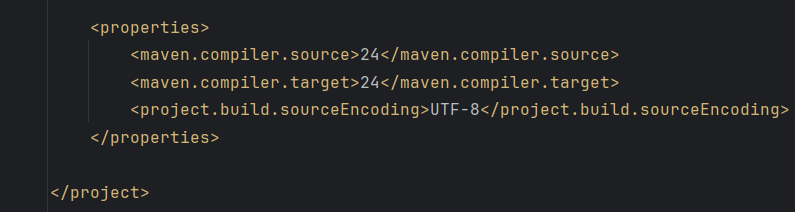 <properties>
<maven.compiler.source>24</maven.compiler.source>
<maven.compiler.target>24</maven.compiler.target>
<project.build.sourceEncoding>UTF-8</project.build.sourceEncoding>
</properties>
</project>